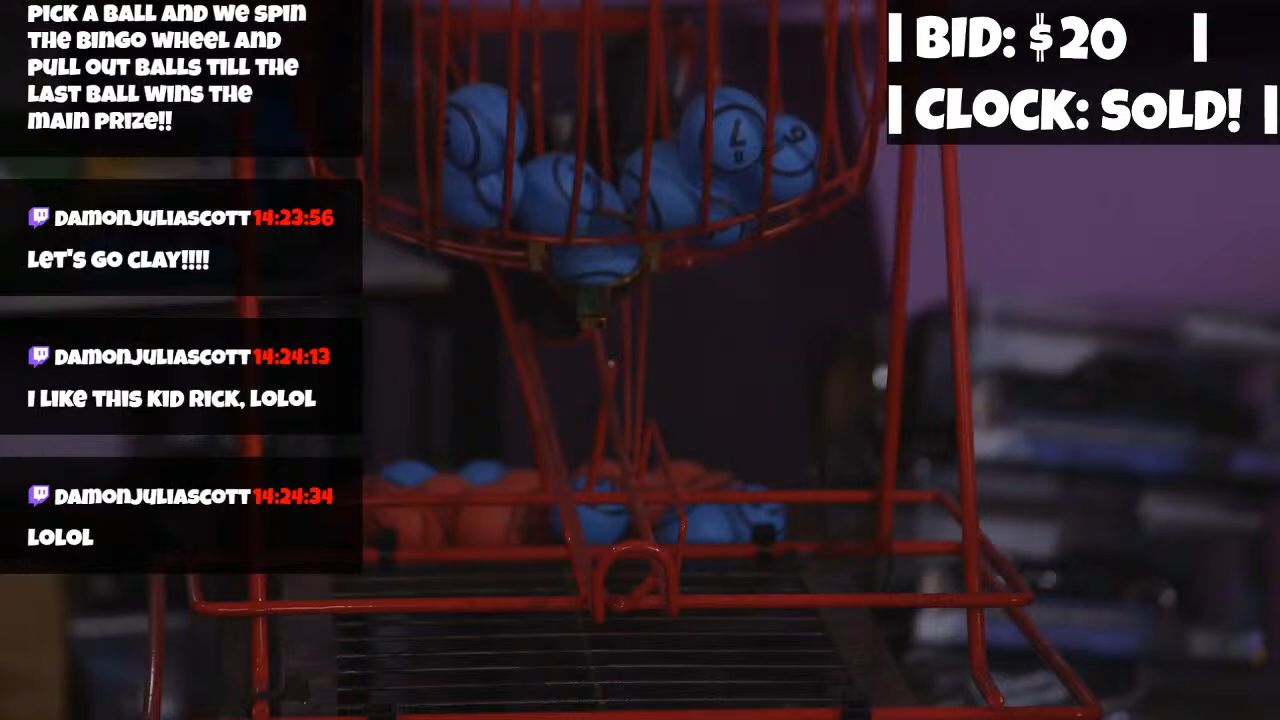 PICK A BALL AND WE SPIN
THE BINGO WHEEL AND
PULL OUT BALLS TILL THE
LAST BALL WINS THE
MAIN PRIZE!!
DAMONJULIASCOTT 14:23:56
LET'S GO CLAY!!!!
DAMONJULIASCOTT 14:24:13
I LIKE THIS KID RICK, LOLOL
DAMONJULIASCOTT 14:24:34
LOLOL
| BID: $20 |
| CLOCK: SOLD! |
7